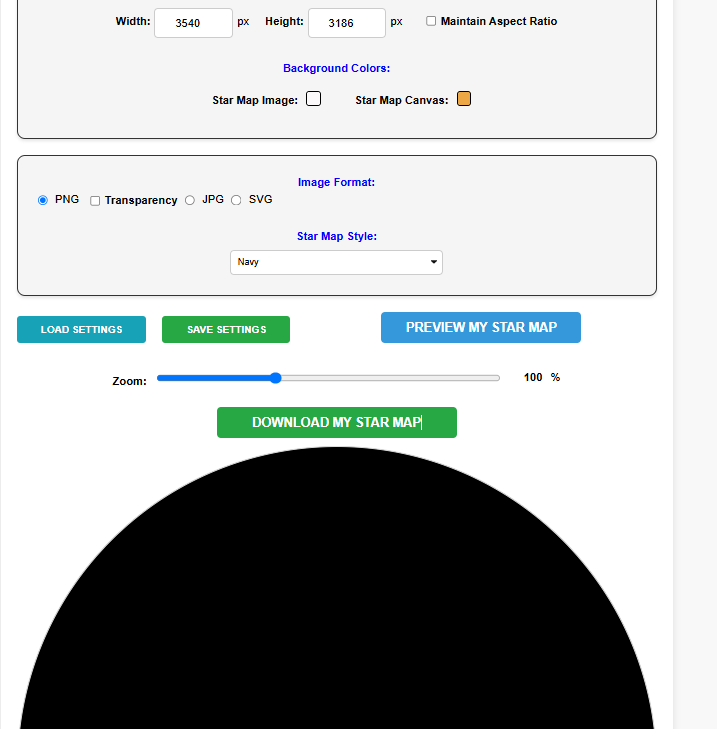 Width: 3540 px Height: 3186 px Maintain Aspect Ratio
Background Colors:
Star Map Image: Star Map Canvas:
Image Format:
PNG Transparency JPG SVG
Star Map Style:
Navy
LOAD SETTINGS SAVE SETTINGS PREVIEW MY STAR MAP
Zoom: 100 %
DOWNLOAD MY STAR MAP